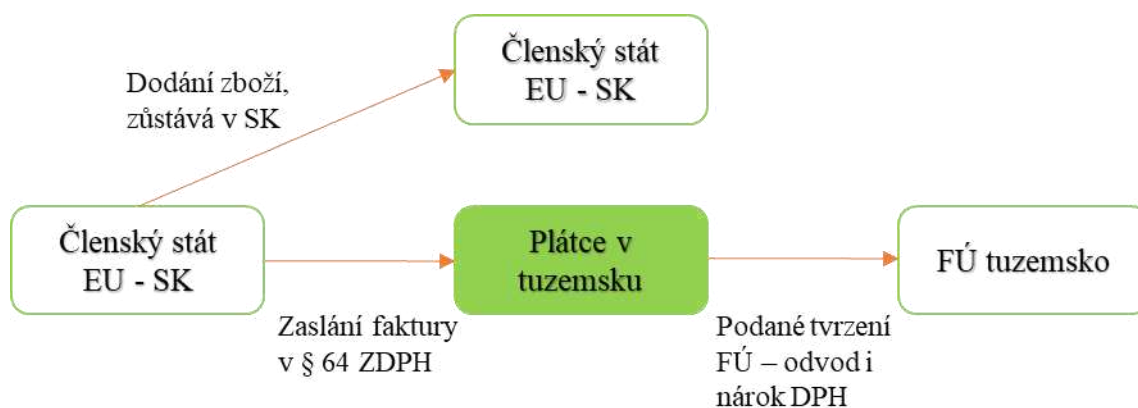 Členský stát
EU - SK
Dodání zboží,
zůstává v SK
Členský stát
EU - SK
Plátce v
tuzemsku
FÚ tuzemsko
Zaslání faktury
v § 64 ZDPH
Podané tvrzení
FÚ – odvod i
nárok DPH